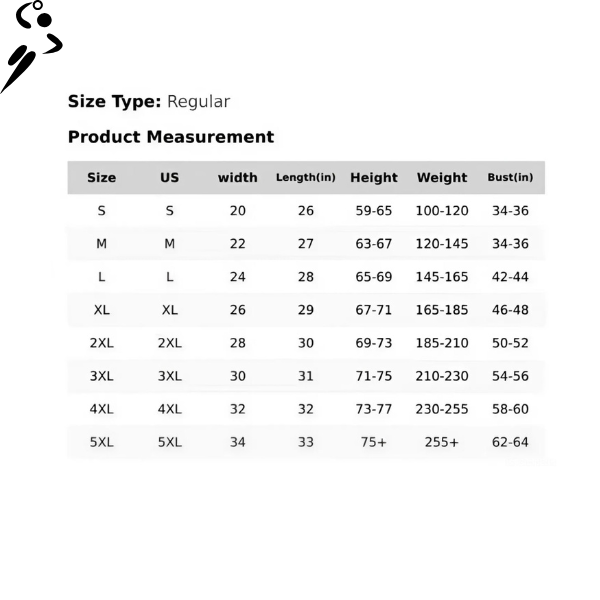 Size Type: Regular
Product Measurement
Size US width Length(in) Height Weight Bust(in)
S S 20 26 59-65 100-120 34-36
M M 22 27 63-67 120-145 34-36
L L 24 28 65-69 145-165 42-44
XL XL 26 29 67-71 165-185 46-48
2XL 2XL 28 30 69-73 185-210 50-52
3XL 3XL 30 31 71-75 210-230 54-56
4XL 4XL 32 32 73-77 230-255 58-60
5XL 5XL 34 33 75+ 255+ 62-64